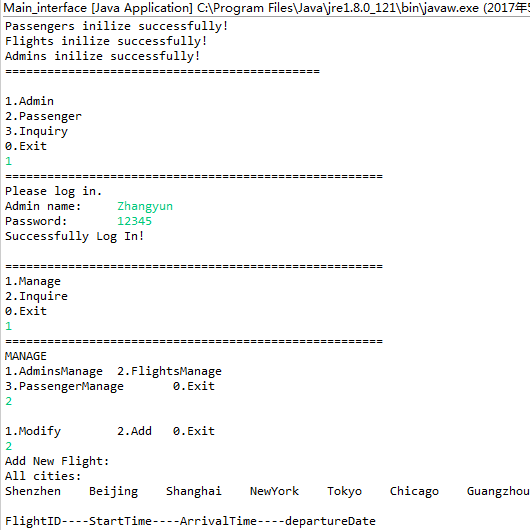 Main_interface [Java Application] C:\Program Files\Java\jre1.8.0_121\bin\javaw.exe (2017年5
Passengers inilize successfully!
Flights inilize successfully!
Admins inilize successfully!
=============================================
1.Admin
2.Passenger
3.Inquiry
0.Exit
1
======================================================
Please log in.
Admin name: Zhangyun
Password: 12345
Successfully Log In!
======================================================
1.Manage
2.Inquire
0.Exit
1
======================================================
MANAGE
1.AdminsManage 2.FlightsManage
3.PassengerManage 0.Exit
2
1.Modify 2.Add 0.Exit
2
Add New Flight:
All cities:
Shenzhen Beijing Shanghai NewYork Tokyo Chicago Guangzhou
FlightID----StartTime----ArrivalTime----departureDate